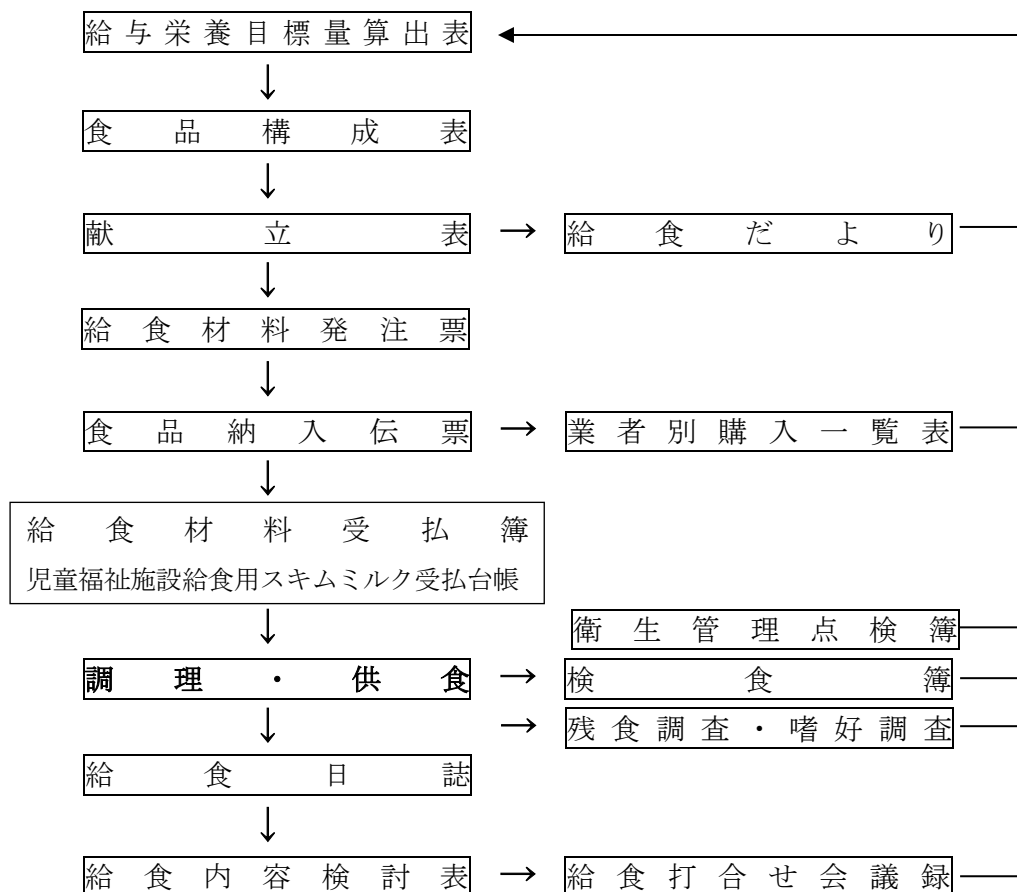 給与栄養目標量算出表
食品構成表
献立表 → 給食だより
給食材料発注票
食品納入伝票 → 業者別購入一覧表
給食材料受払簿
児童福祉施設給食用スキムミルク受払台帳
衛生管理点検簿
調理・供食 → 検食簿
→ 残食調査・嗜好調査
給食日誌
給食内容検討表 → 給食打合せ会議録